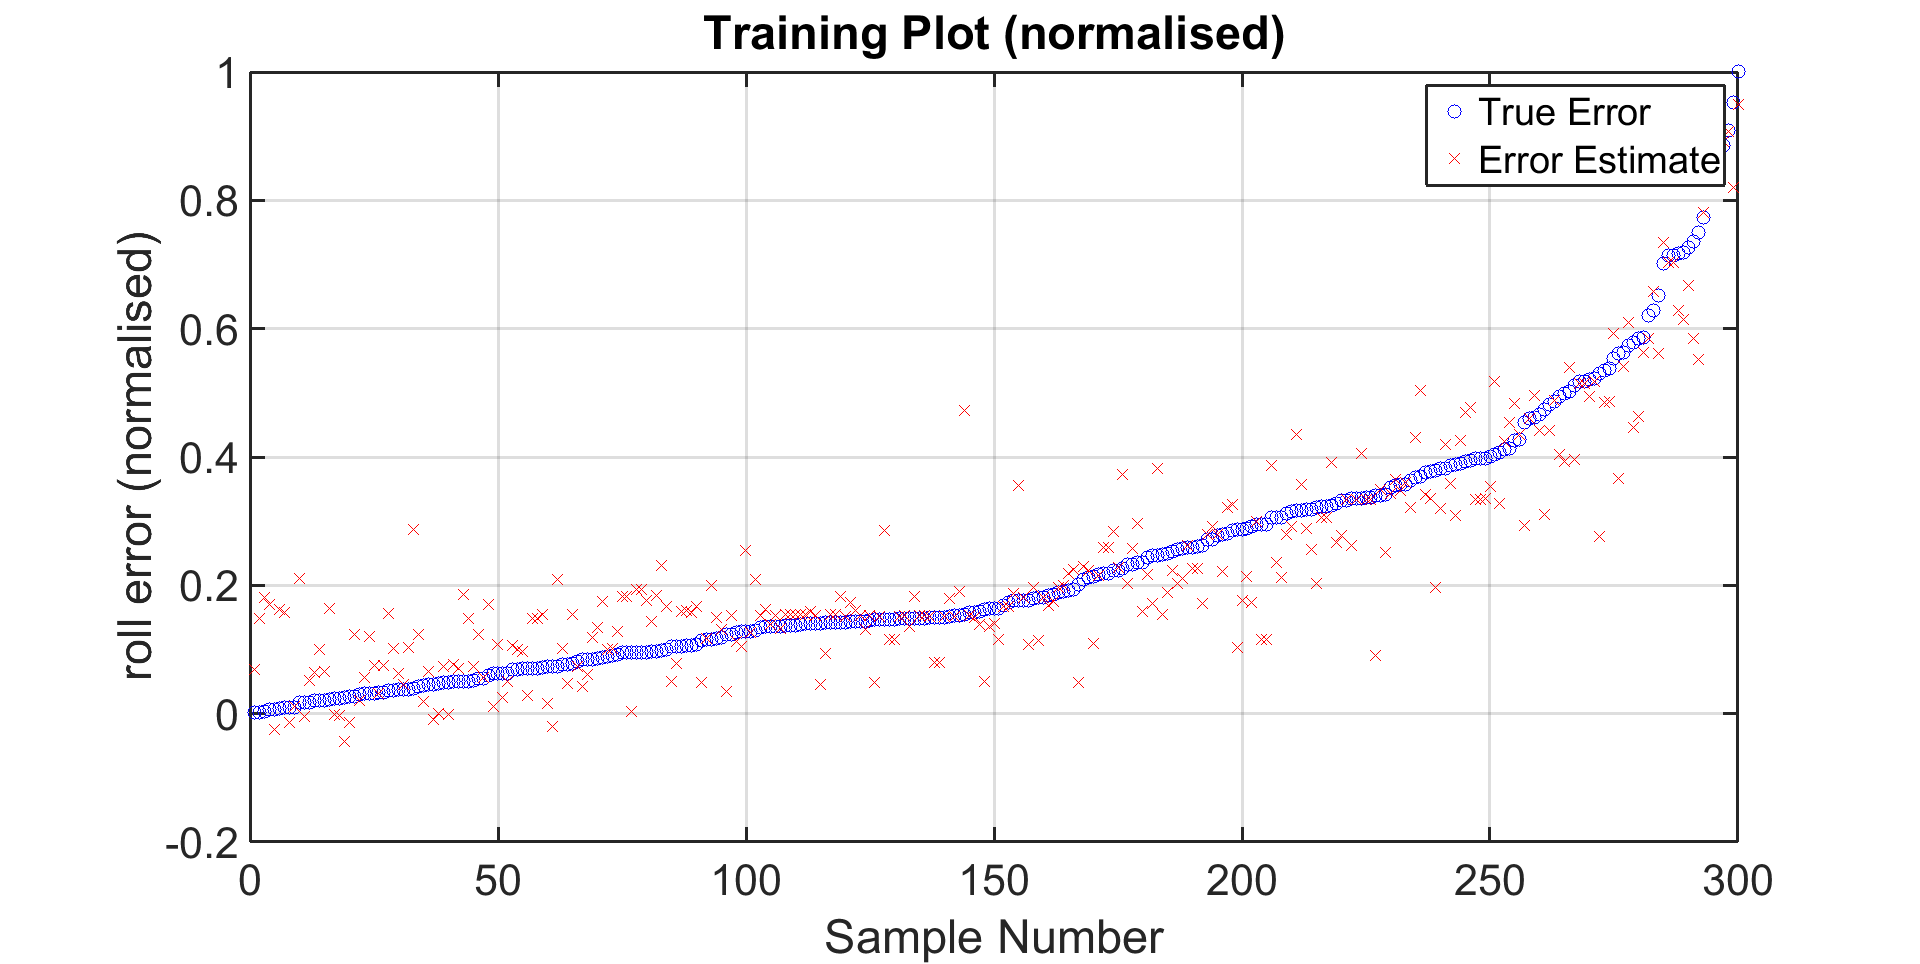 Training Plot (normalised)
1
0.8
0.6
0.4
0.2
0
-0.2
roll error (normalised)
True Error
Error Estimate
0 50 100 150 200 250 300
Sample Number